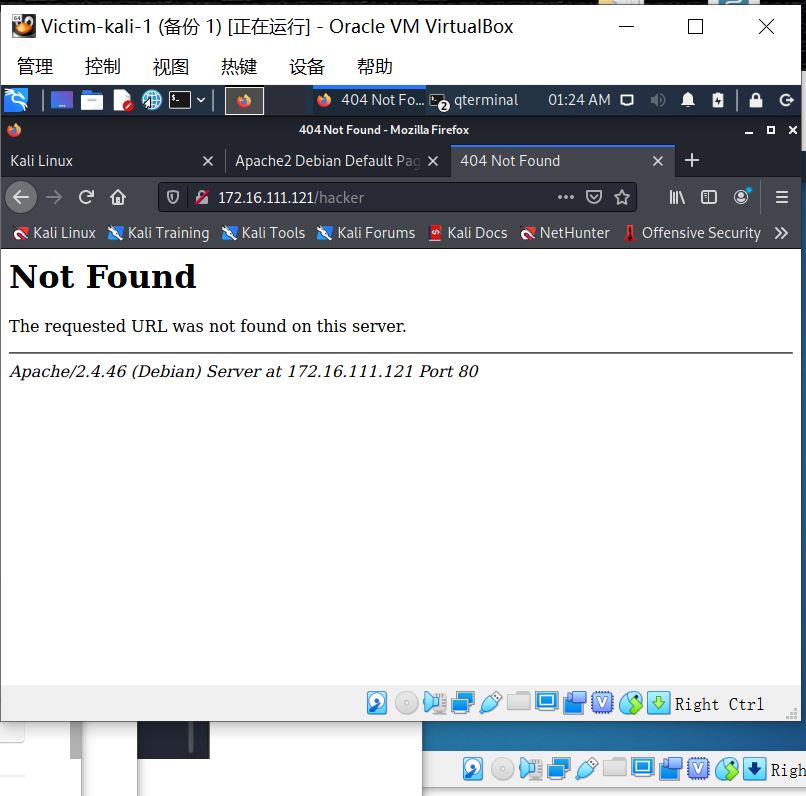 Victim-kali-1 (备份 1) [正在运行] - Oracle VM VirtualBox
管理 控制 视图 热键 设备 帮助
404 Not Fo... qterminal 01:24 AM
404 Not Found - Mozilla Firefox
Kali Linux Apache2 Debian Default Pag 404 Not Found
172.16.111.121/hacker
Kali Linux Kali Training Kali Tools Kali Forums Kali Docs NetHunter Offensive Security
Not Found
The requested URL was not found on this server.
Apache/2.4.46 (Debian) Server at 172.16.111.121 Port 80
Right Ctrl
Righ